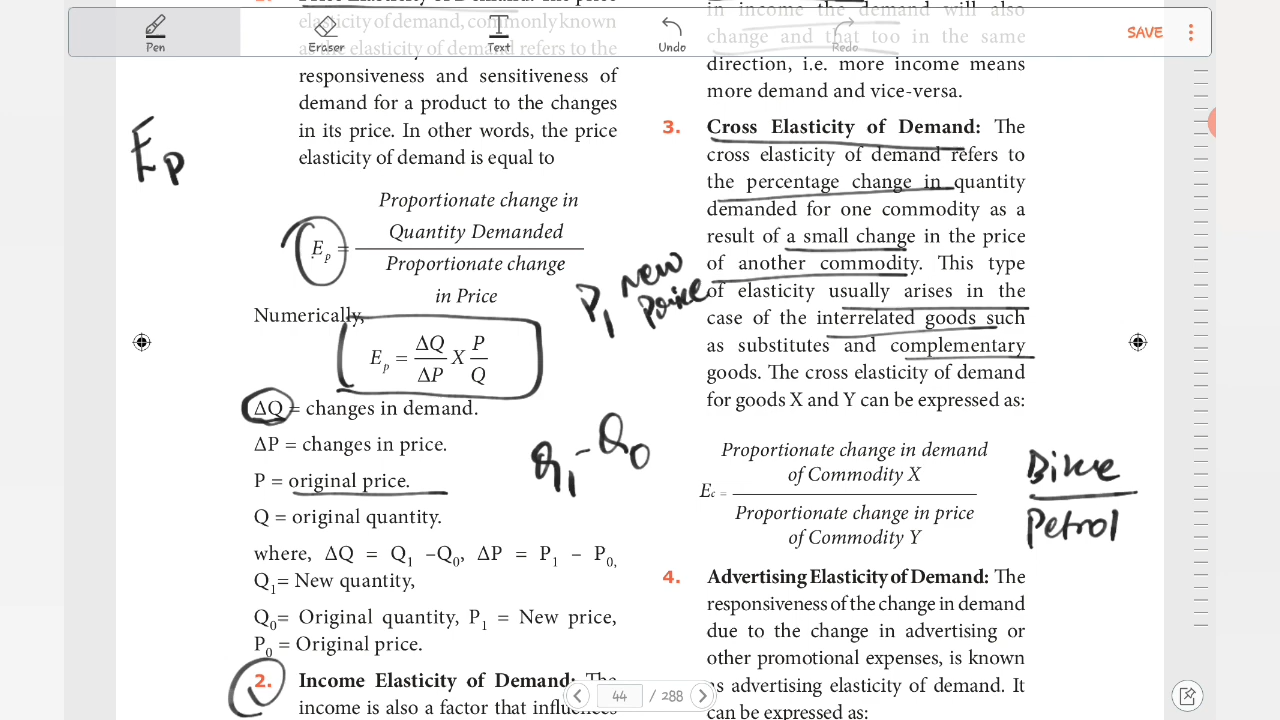 Pen
Eraser
Text
Undo
Redo
SAVE
elasticity of demand, commonly known
elasticity of demand refers to the
responsiveness and sensitiveness of
demand for a product to the changes
in its price. In other words, the price
elasticity of demand is equal to
Ep
Proportionate change in
Quantity Demanded
Ep =
Proportionate change
in Price
Numerically,
Ep = ΔQ/ΔP X P/Q
ΔQ = changes in demand.
ΔP = changes in price.
P = original price.
Q = original quantity.
where, ΔQ = Q1 –Q0, ΔP = P1 – P0,
Q1= New quantity,
Q0= Original quantity, P1 = New price,
P0 = Original price.
2. Income Elasticity of Demand: The
income is also a factor that influences
P1 New
Price
Q1 - Q0
in income the demand will also
change and that too in the same
direction, i.e. more income means
more demand and vice-versa.
3. Cross Elasticity of Demand: The
cross elasticity of demand refers to
the percentage change in quantity
demanded for one commodity as a
result of a small change in the price
of another commodity. This type
of elasticity usually arises in the
case of the interrelated goods such
as substitutes and complementary
goods. The cross elasticity of demand
for goods X and Y can be expressed as:
Proportionate change in demand
of Commodity X
Ec =
Proportionate change in price
of Commodity Y
Bike
Petrol
4. Advertising Elasticity of Demand: The
responsiveness of the change in demand
due to the change in advertising or
other promotional expenses, is known
as advertising elasticity of demand. It
can be expressed as:
44 / 288